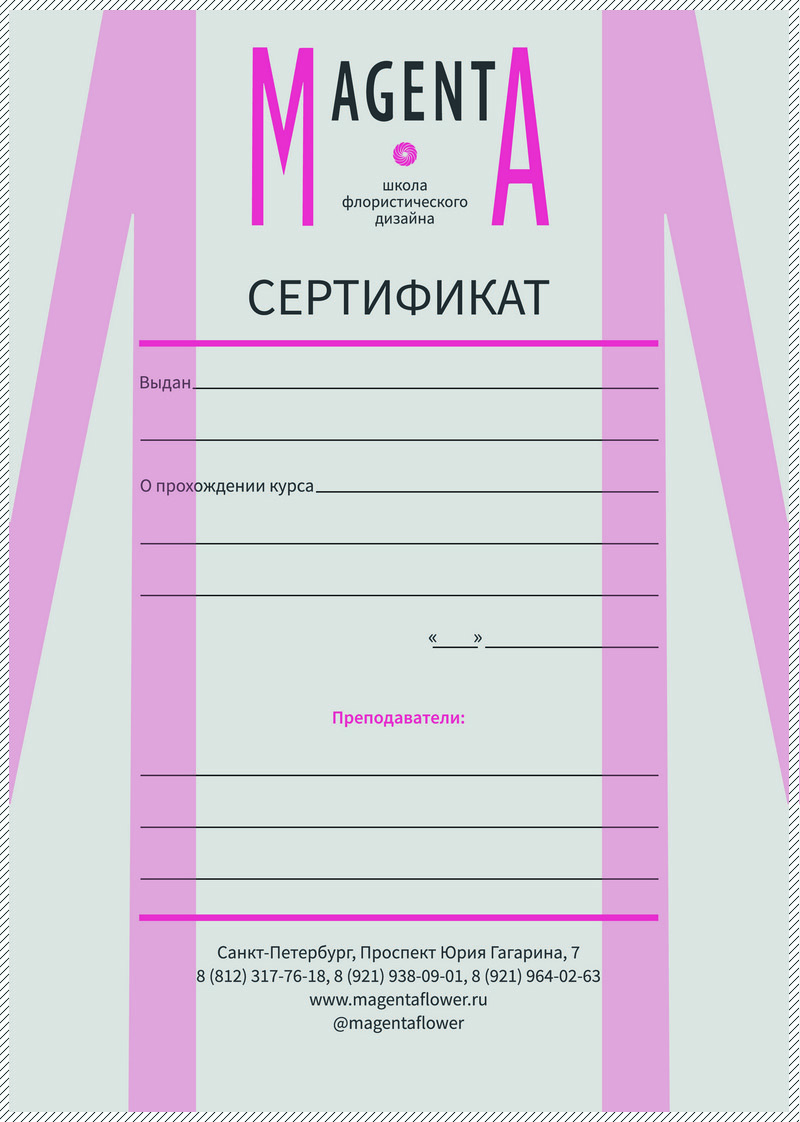 MAGENTA
школа
флористического
дизайна
СЕРТИФИКАТ
Выдан
О прохождении курса
«    »
Преподаватели:
Санкт-Петербург, Проспект Юрия Гагарина, 7
8 (812) 317-76-18, 8 (921) 938-09-01, 8 (921) 964-02-63
www.magentaflower.ru
@magentaflower